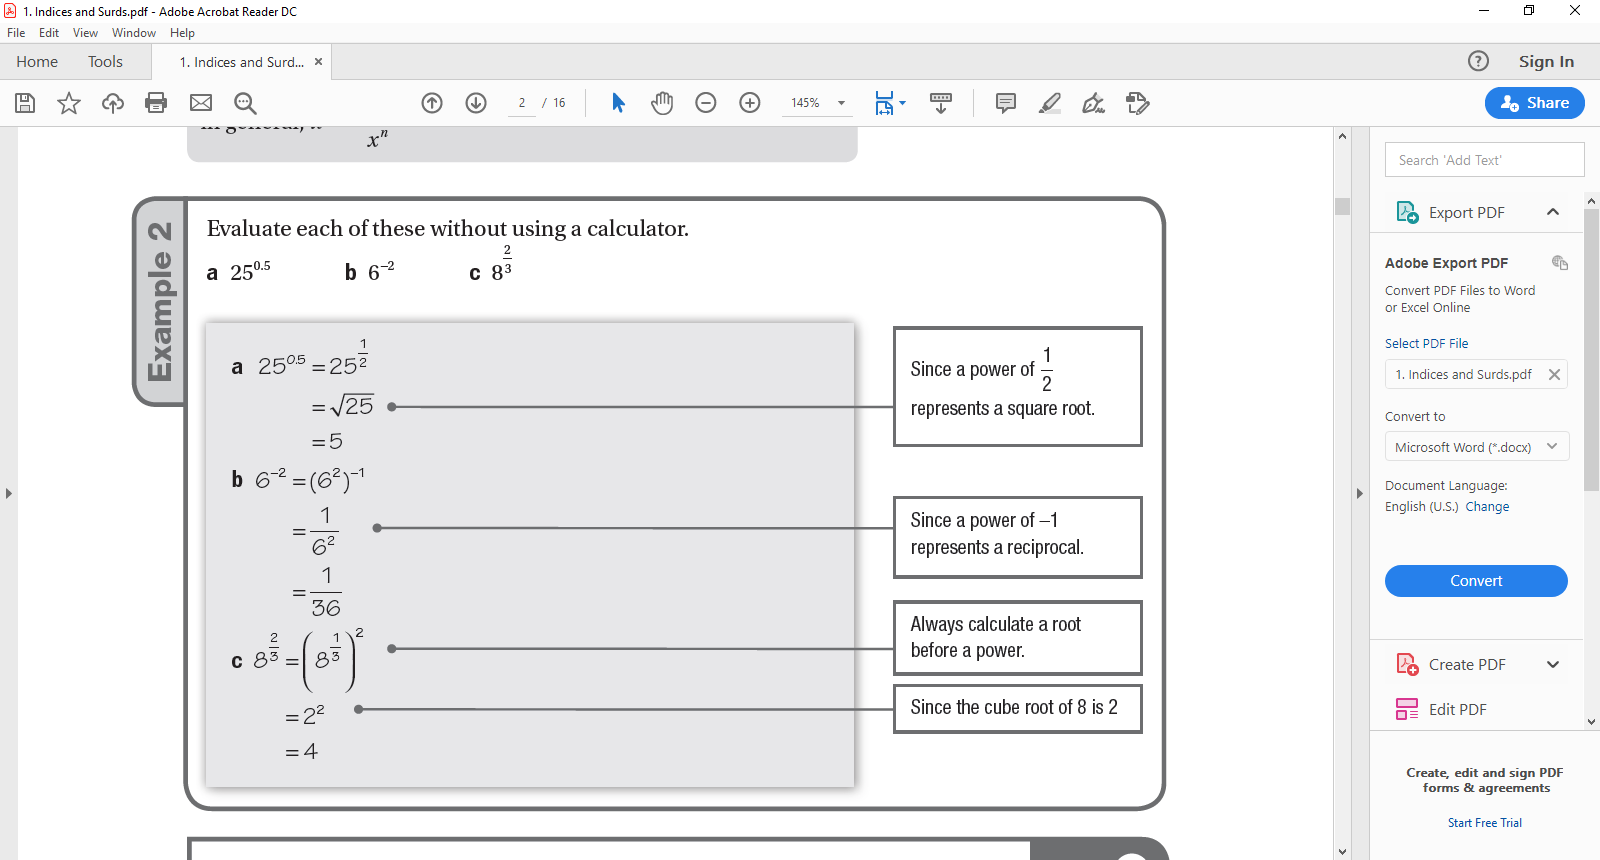 1. Indices and Surds.pdf - Adobe Acrobat Reader DC
File Edit View Window Help
Home Tools 1. Indices and Surd... × ? Sign In
2 / 16 145% Share
In general, x
xⁿ
Example 2
Evaluate each of these without using a calculator.
a 25^0.5 b 6^−2 c 8^(2/3)
a 25^0.5 = 25^(1/2)
= √25
= 5
b 6^−2 = (6^2)^−1
= 1/6^2
= 1/36
c 8^(2/3) = (8^(1/3))^2
= 2^2
= 4
Since a power of 1/2
represents a square root.
Since a power of –1
represents a reciprocal.
Always calculate a root
before a power.
Since the cube root of 8 is 2
Search 'Add Text'
Export PDF
Adobe Export PDF
Convert PDF Files to Word
or Excel Online
Select PDF File
1. Indices and Surds.pdf
Convert to
Microsoft Word (*.docx)
Document Language:
English (U.S.) Change
Convert
Create PDF
Edit PDF
Create, edit and sign PDF
forms & agreements
Start Free Trial